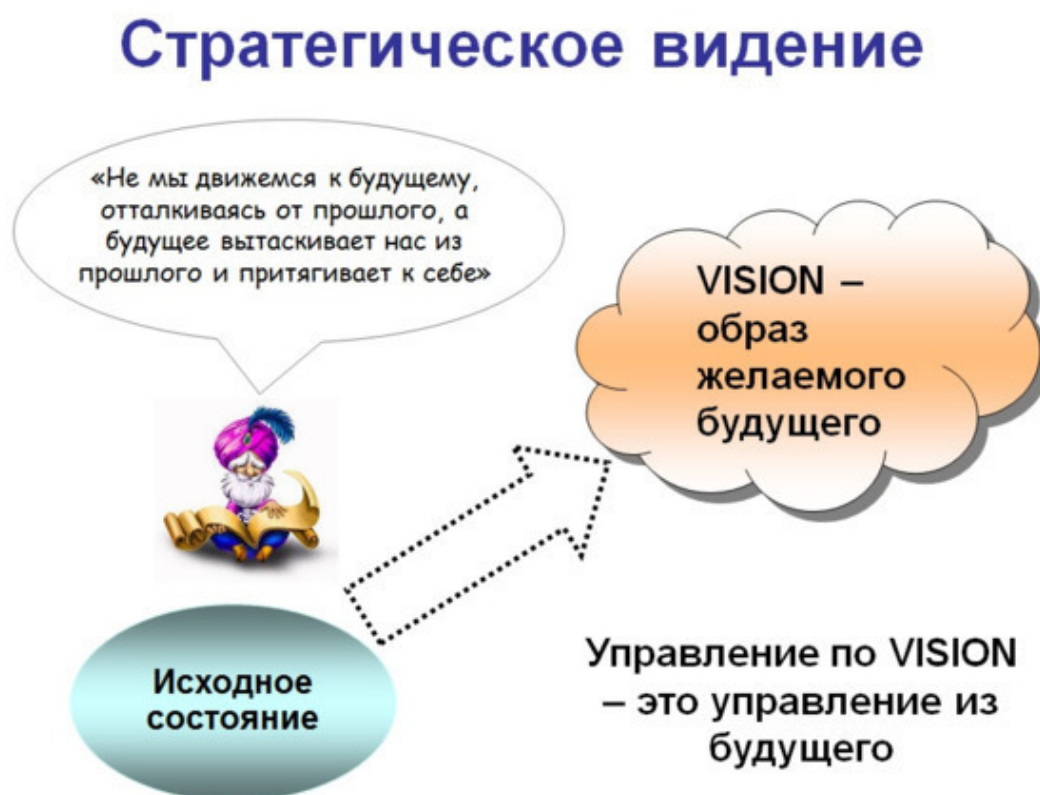 Стратегическое видение
«Не мы движемся к будущему,
отталкиваясь от прошлого, а
будущее вытаскивает нас из
прошлого и притягивает к себе»
VISION –
образ
желаемого
будущего
Исходное
состояние
Управление по VISION
– это управление из
будущего